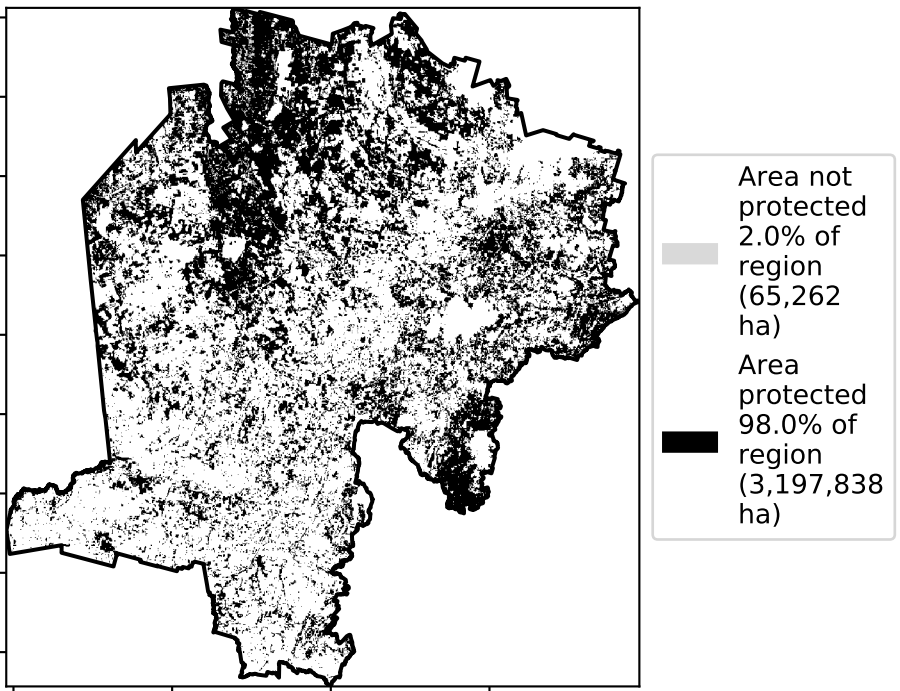 Area not
protected
2.0% of
region
(65,262
ha)
Area
protected
98.0% of
region
(3,197,838
ha)